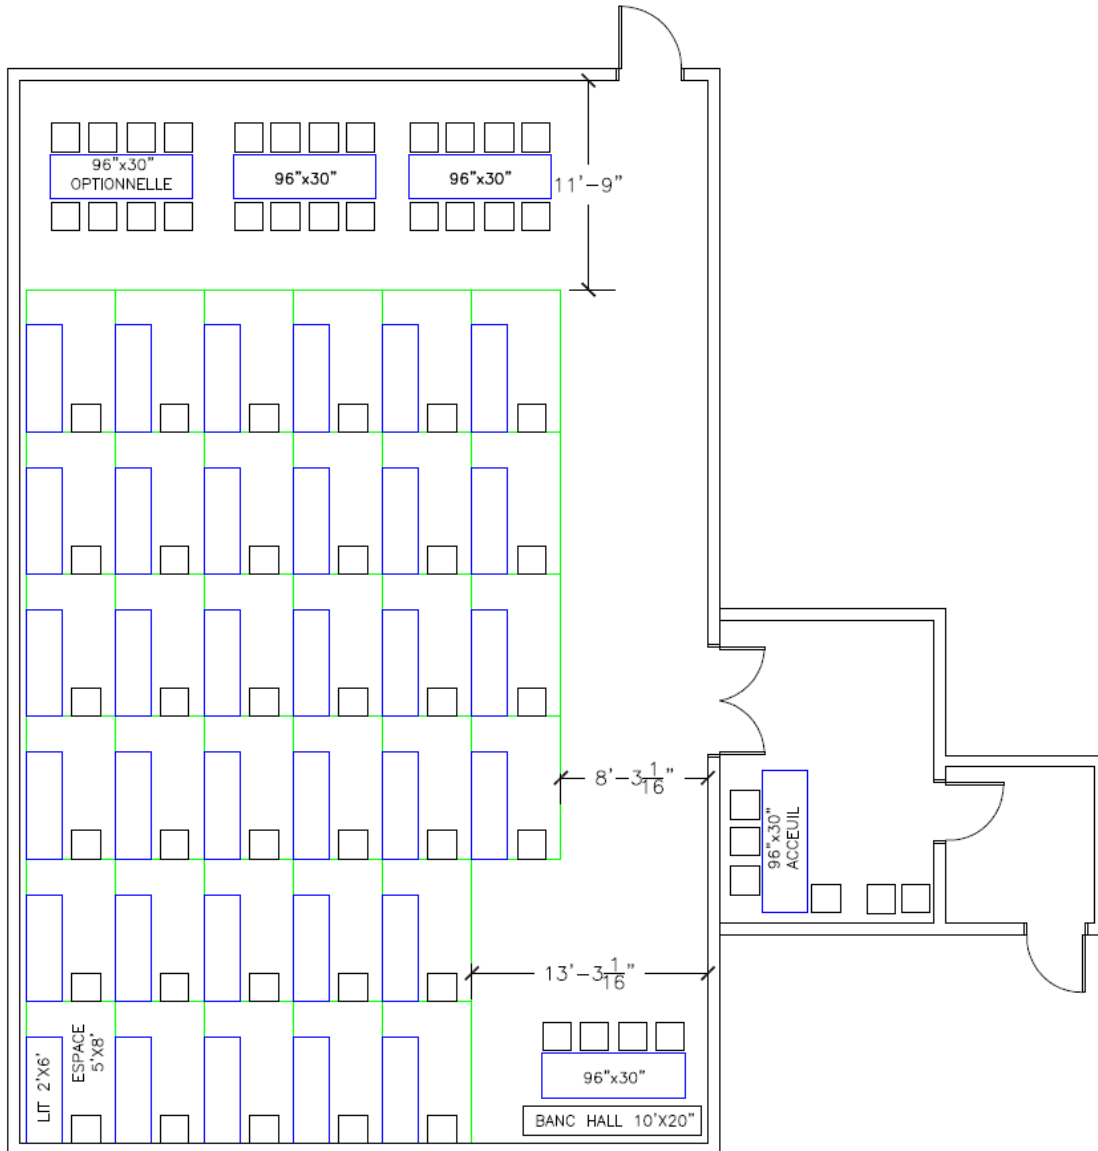 96"x30"
OPTIONNELLE
96"x30"
96"x30"
11'-9"
8'-3 1/16"
96"x30"
ACCEUIL
13'-3 1/16"
LIT 2'X6'
ESPACE
5'X8'
96"x30"
BANC HALL 10'X20"